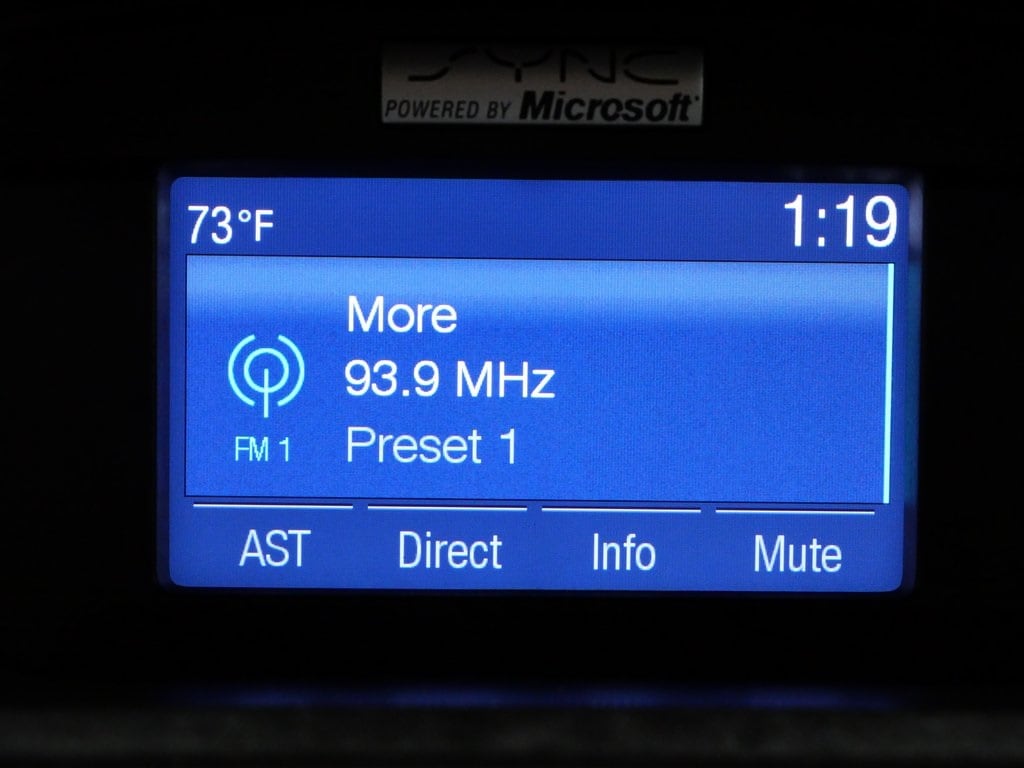 SYNC
POWERED BY Microsoft
73°F 1:19
More
93.9 MHz
FM 1 Preset 1
AST Direct Info Mute